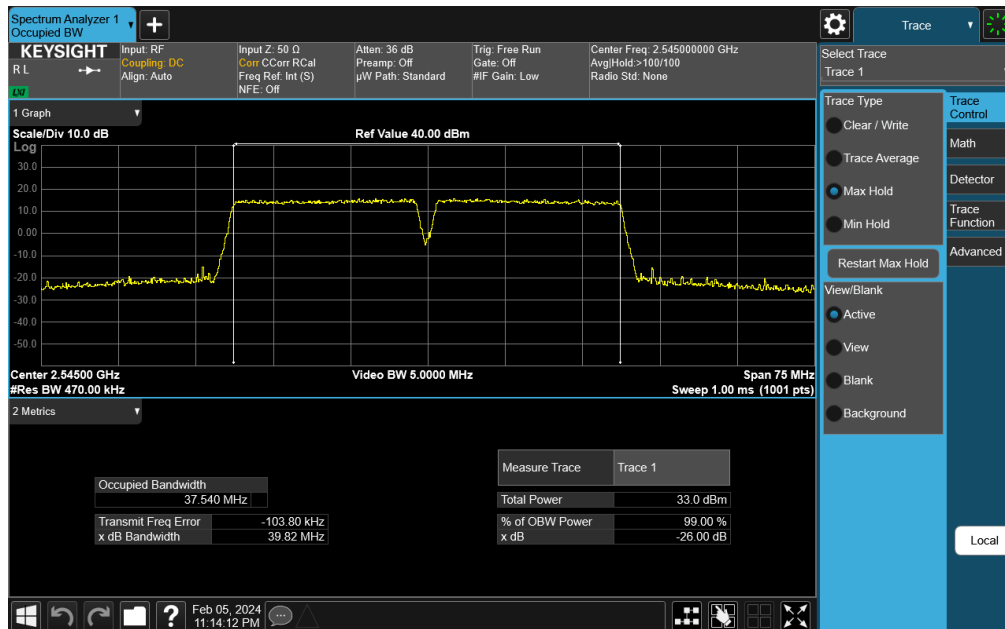 Spectrum Analyzer 1
Occupied BW
KEYSIGHT
R L
LXI
Input: RF
Coupling: DC
Align: Auto
Input Z: 50 Ω
Corr CCorr RCal
Freq Ref: Int (S)
NFE: Off
Atten: 36 dB
Preamp: Off
µW Path: Standard
Trig: Free Run
Gate: Off
#IF Gain: Low
Center Freq: 2.545000000 GHz
Avg|Hold:>100/100
Radio Std: None
1 Graph
Scale/Div 10.0 dB
Ref Value 40.00 dBm
Log
30.0
20.0
10.0
0.00
-10.0
-20.0
-30.0
-40.0
-50.0
Center 2.54500 GHz
Video BW 5.0000 MHz
Span 75 MHz
#Res BW 470.00 kHz
Sweep 1.00 ms (1001 pts)
2 Metrics
Occupied Bandwidth
37.540 MHz
Transmit Freq Error -103.80 kHz
x dB Bandwidth 39.82 MHz
Measure Trace Trace 1
Total Power 33.0 dBm
% of OBW Power 99.00 %
x dB -26.00 dB
Feb 05, 2024
11:14:12 PM
Trace
Select Trace
Trace 1
Trace Type
Clear / Write
Trace Average
Max Hold
Min Hold
Restart Max Hold
View/Blank
Active
View
Blank
Background
Trace
Control
Math
Detector
Trace
Function
Advanced
Local